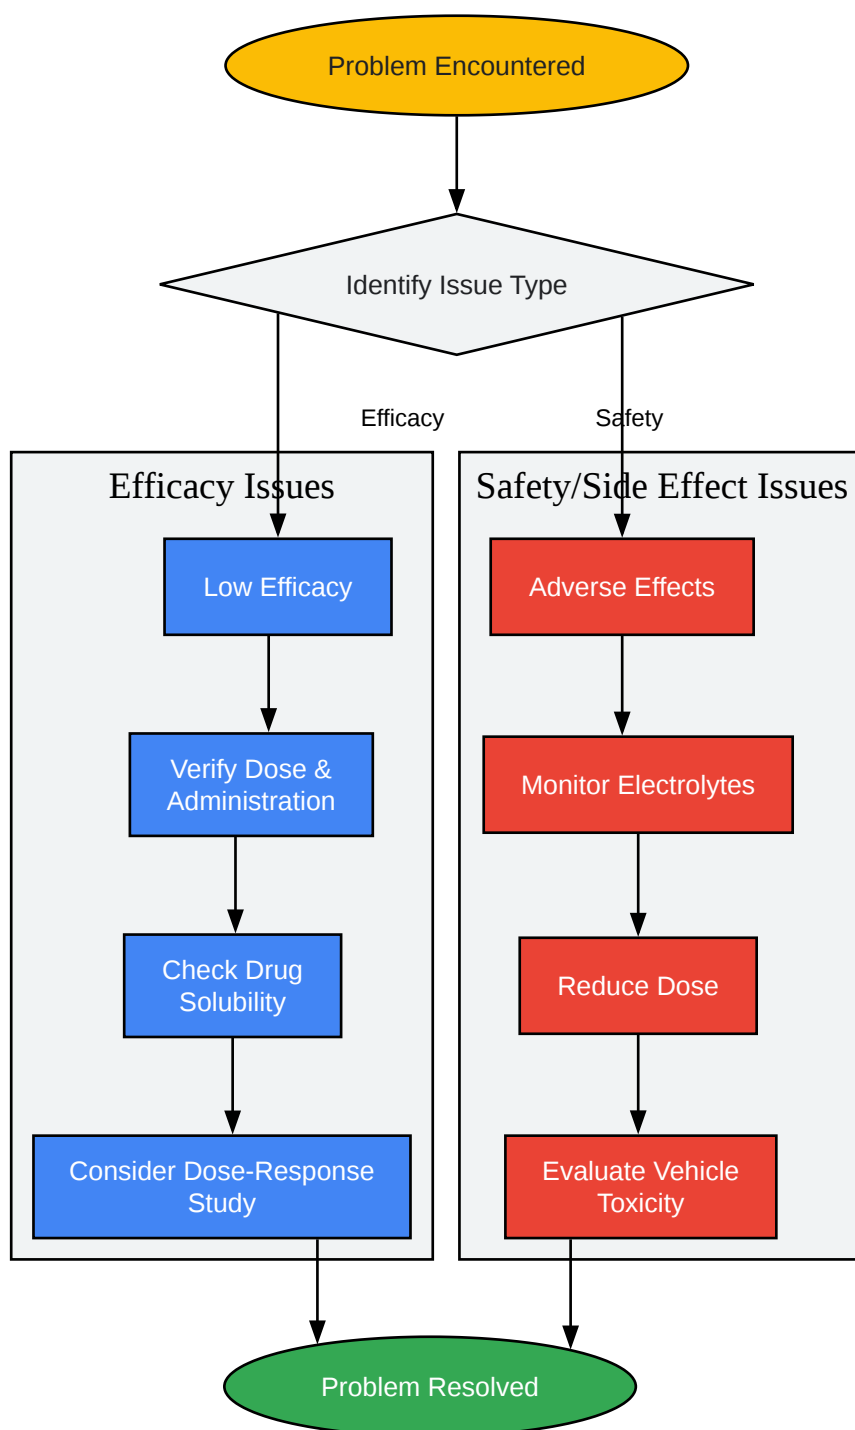 Problem Encountered
Identify Issue Type
Efficacy
Safety
Efficacy Issues
Safety/Side Effect Issues
Low Efficacy
Adverse Effects
Verify Dose &
Administration
Monitor Electrolytes
Check Drug
Solubility
Reduce Dose
Consider Dose-Response
Study
Evaluate Vehicle
Toxicity
Problem Resolved